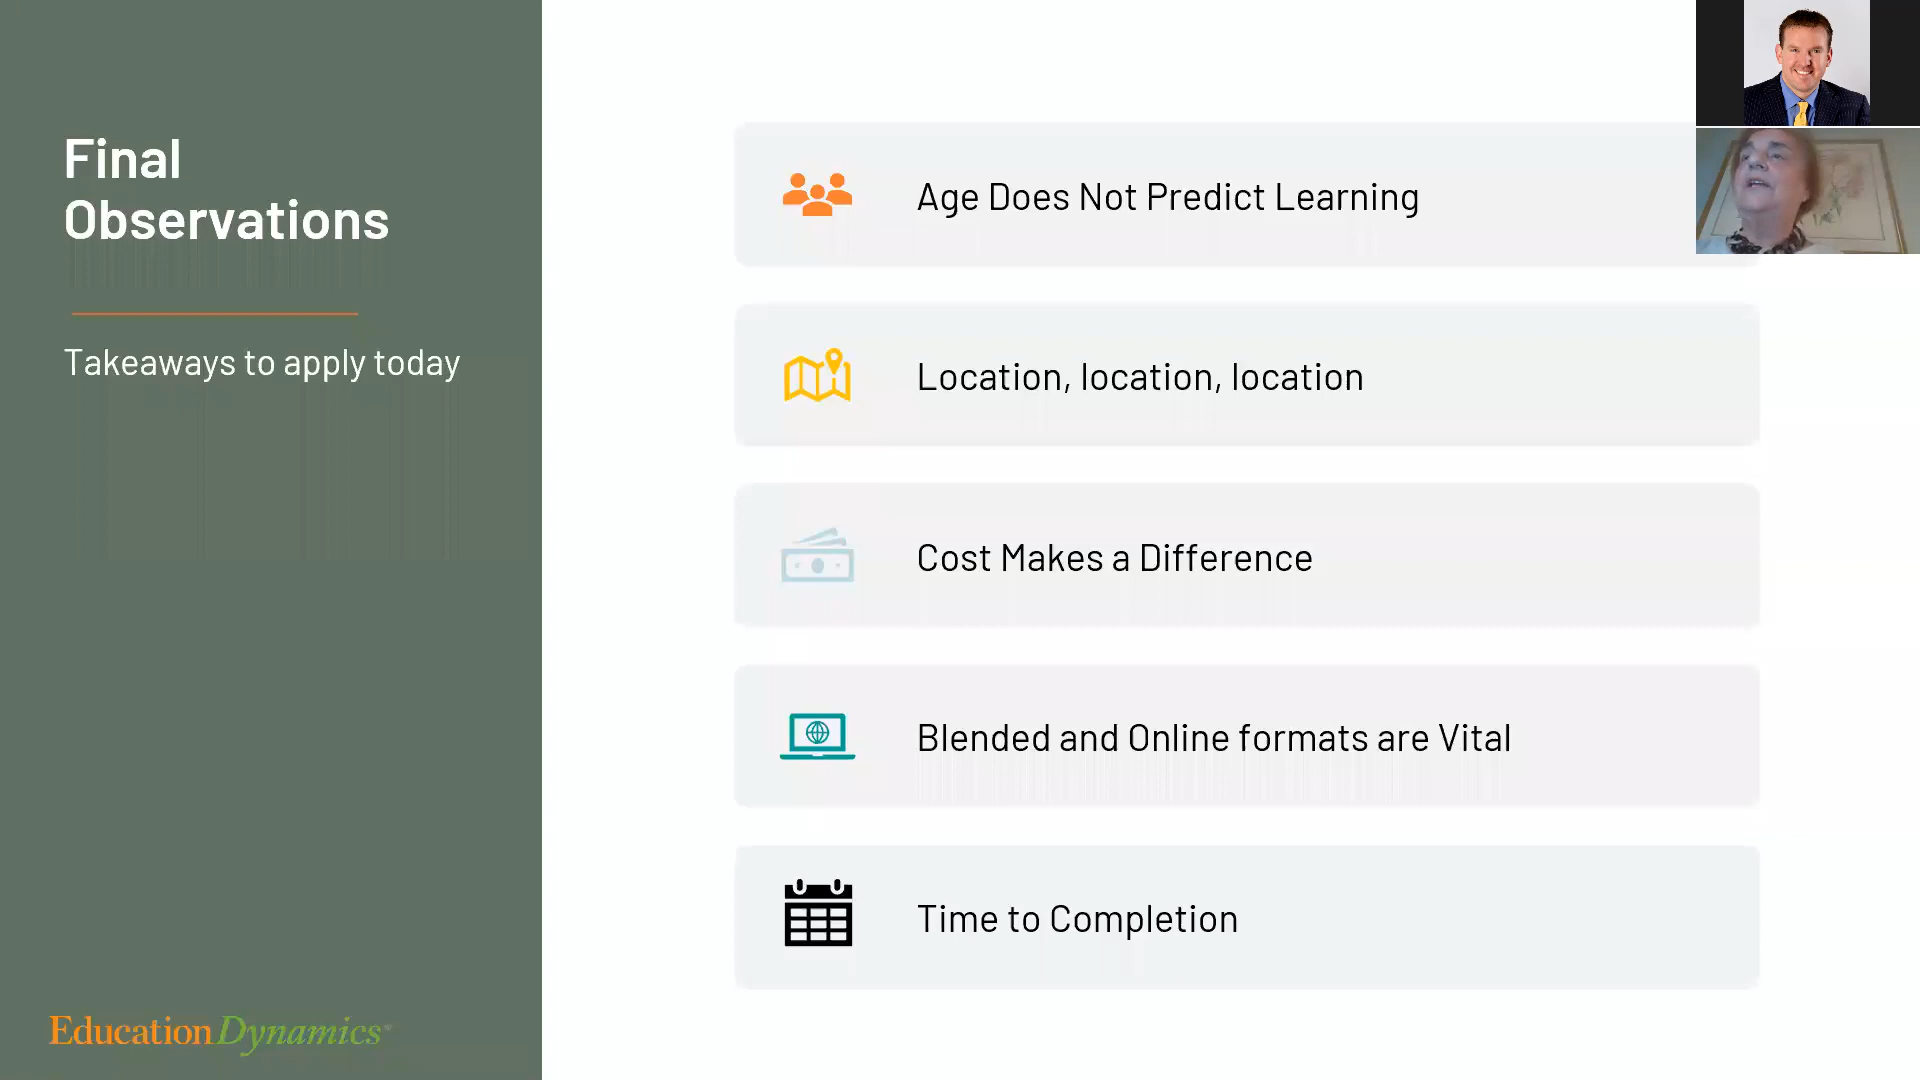 Final
Observations
Takeaways to apply today
Age Does Not Predict Learning
Location, location, location
Cost Makes a Difference
Blended and Online formats are Vital
Time to Completion
EducationDynamics